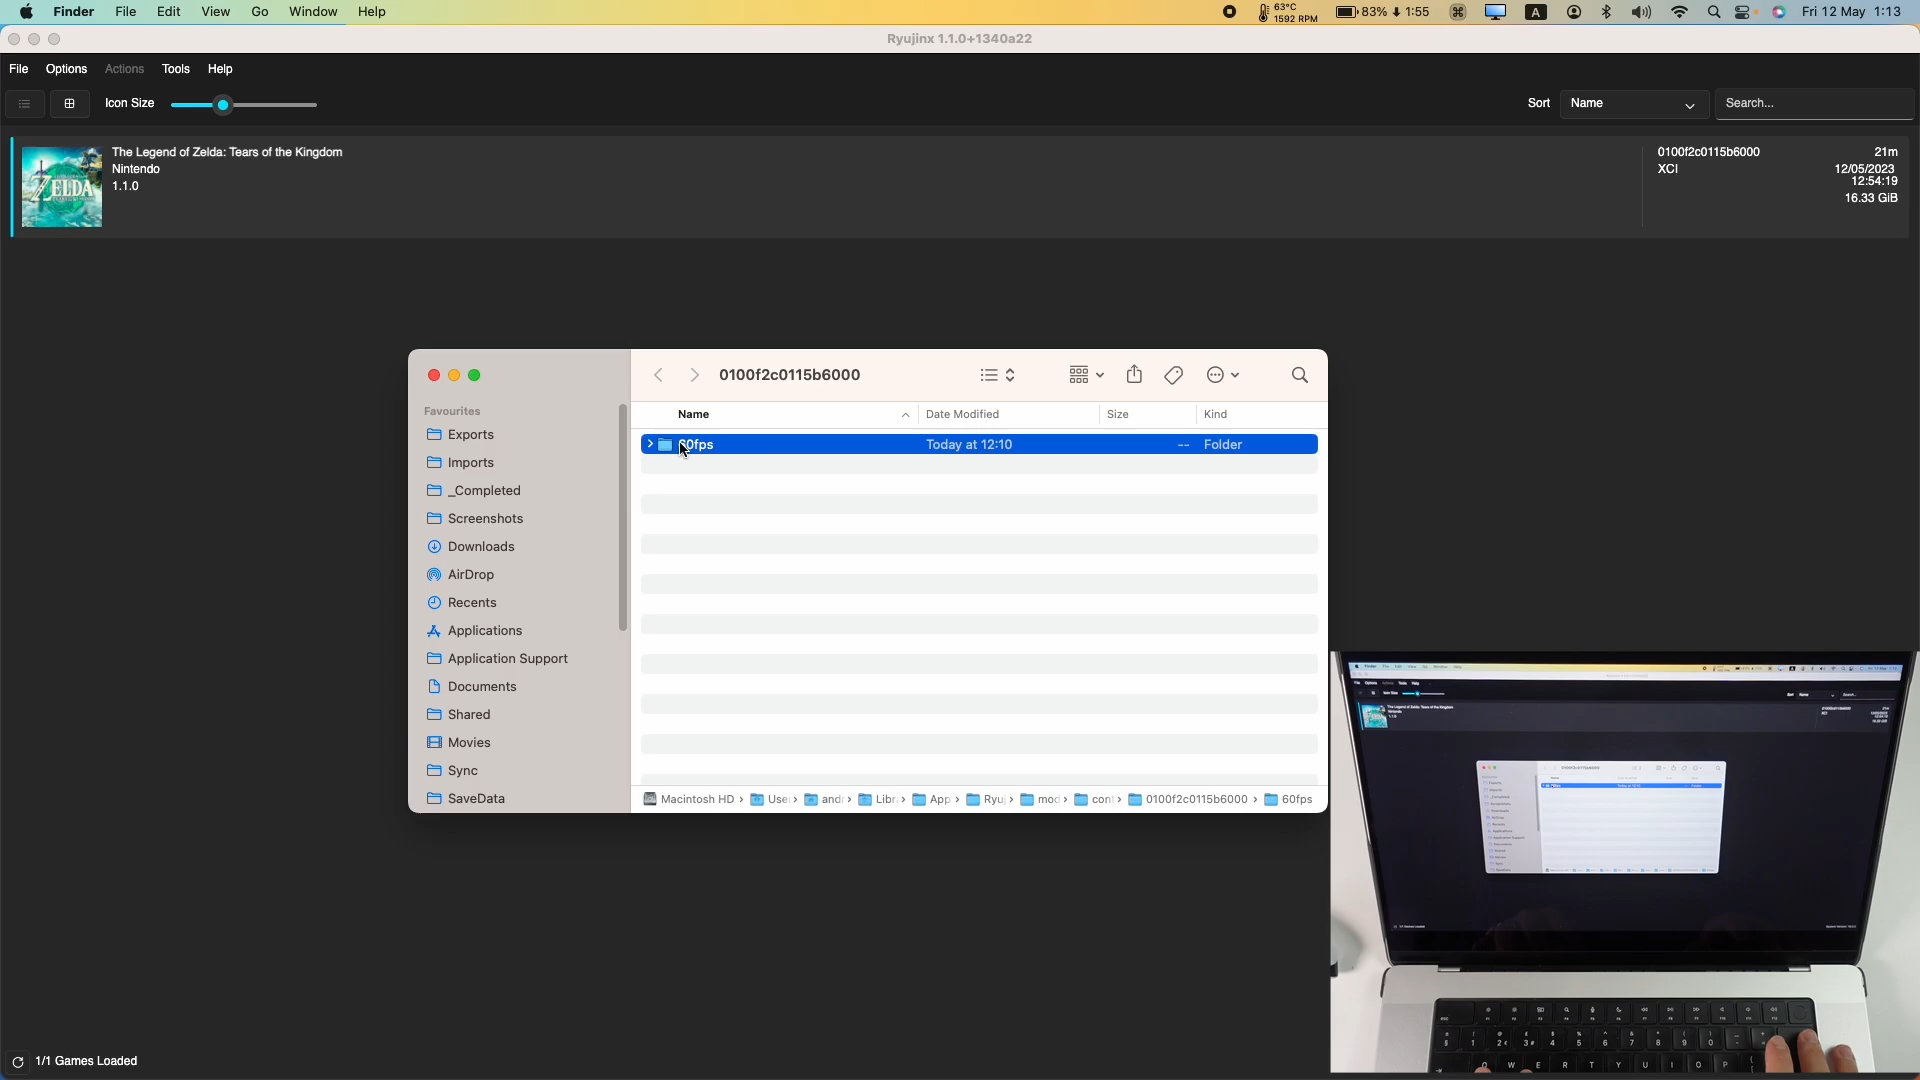 Finder File Edit View Go Window Help 63°C 1592 RPM 83% 1:55 A Fri 12 May 1:13
Ryujinx 1.1.0+1340a22
File Options Actions Tools Help
Icon Size Sort Name Search...
The Legend of Zelda: Tears of the Kingdom 0100f2c0115b6000 21m
Nintendo XCI 12/05/2023
1.1.0 12:54:19
16.33 GiB
ZELDA
0100f2c0115b6000
Favourites
Exports
Imports
_Completed
Screenshots
Downloads
AirDrop
Recents
Applications
Application Support
Documents
Shared
Movies
Sync
SaveData
Name Date Modified Size Kind
60fps Today at 12:10 -- Folder
Macintosh HD › Use › andr › Libr › App › Ryuj › mod › cont › 0100f2c0115b6000 › 60fps
1/1 Games Loaded